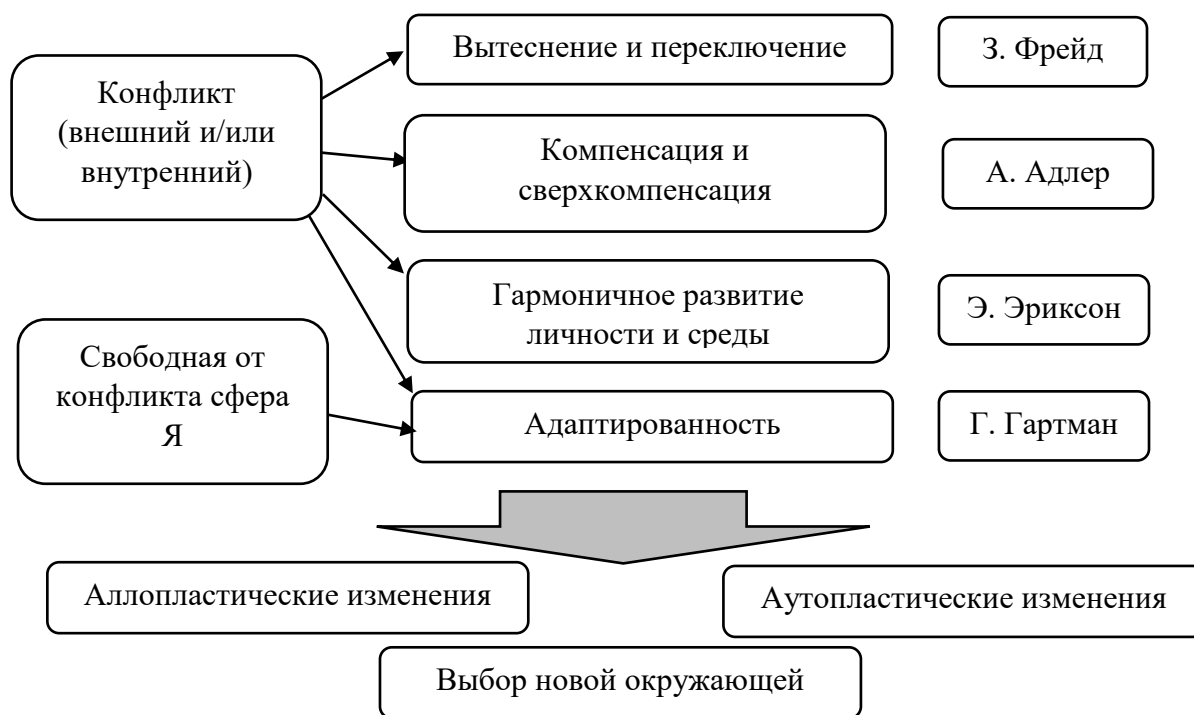 Вытеснение и переключение
З. Фрейд
Конфликт
(внешний и/или
внутренний)
Компенсация и
сверхкомпенсация
А. Адлер
Гармоничное развитие
личности и среды
Э. Эриксон
Свободная от
конфликта сфера
Я
Адаптированность
Г. Гартман
Аллопластические изменения
Аутопластические изменения
Выбор новой окружающей